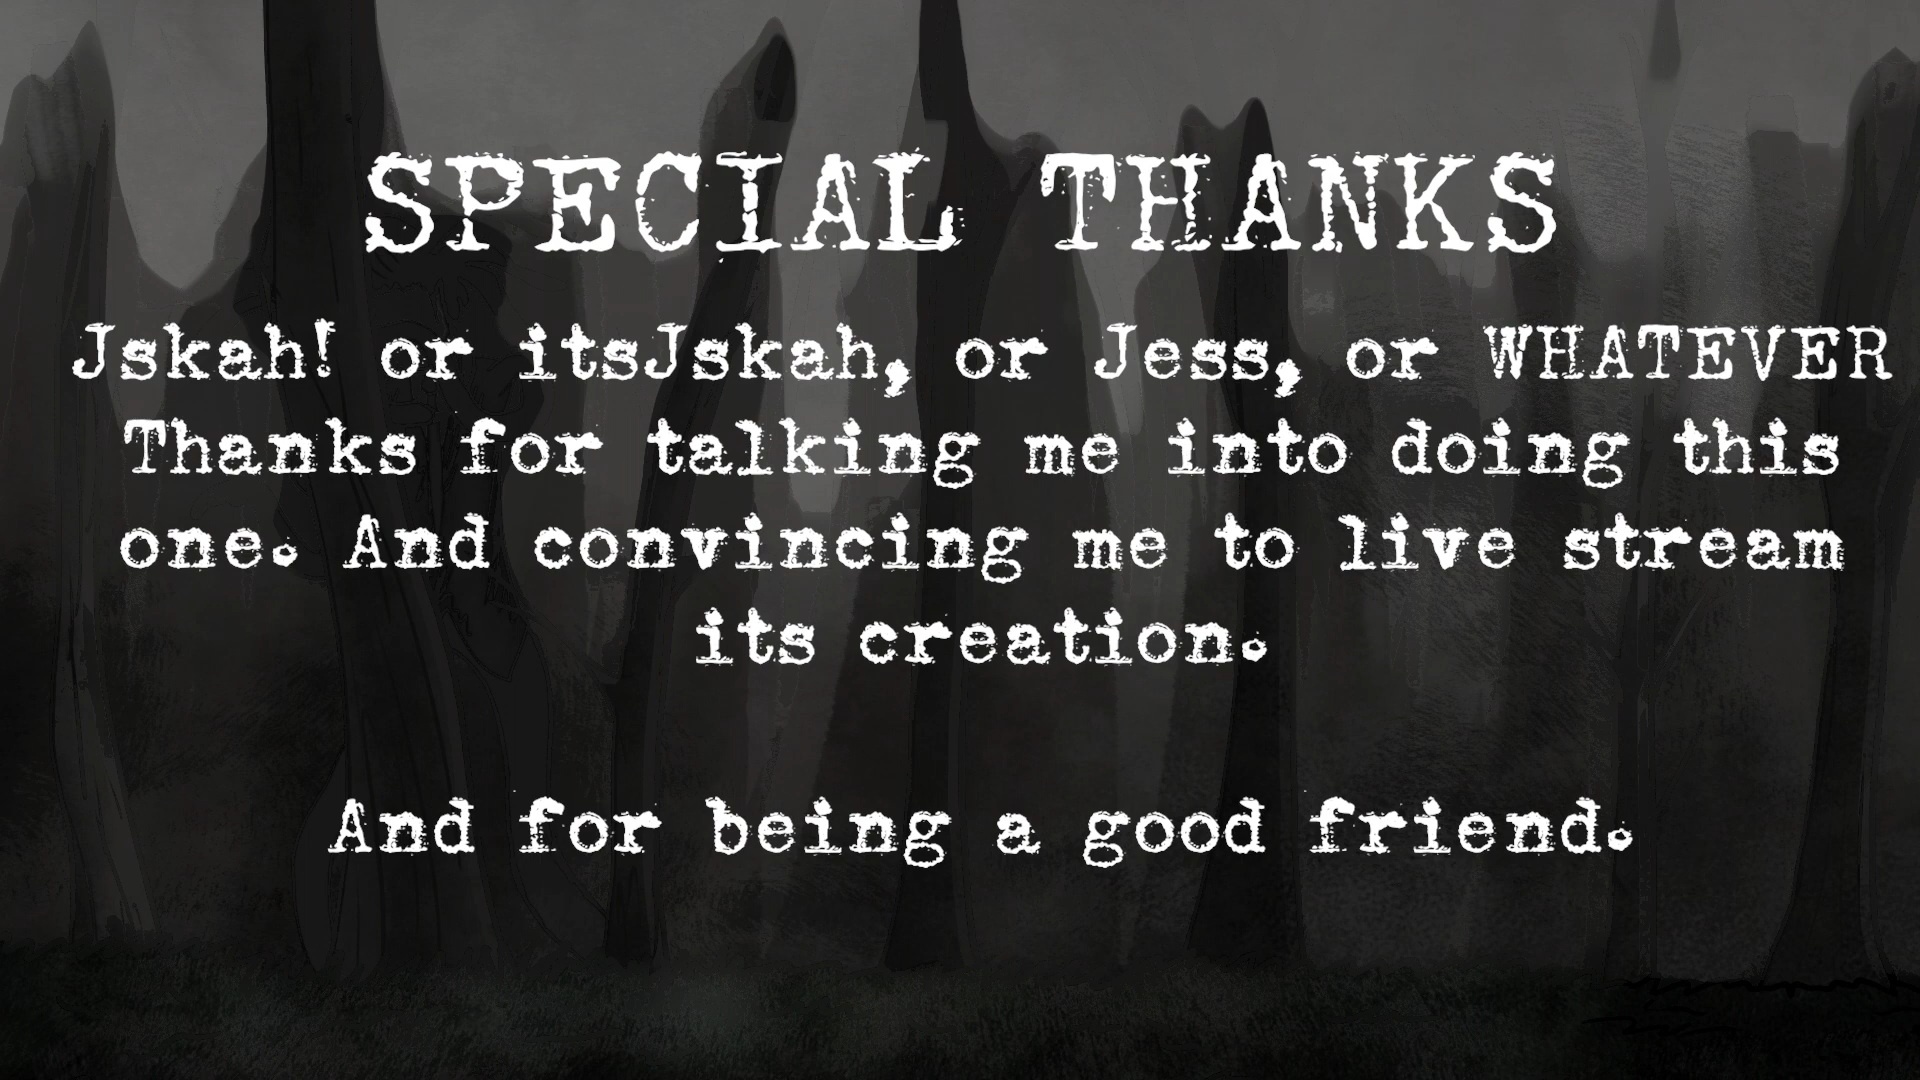 SPECIAL THANKS
Jskah! or itsJskah, or Jess, or WHATEVER
Thanks for talking me into doing this
one. And convincing me to live stream
its creation.
And for being a good friend.